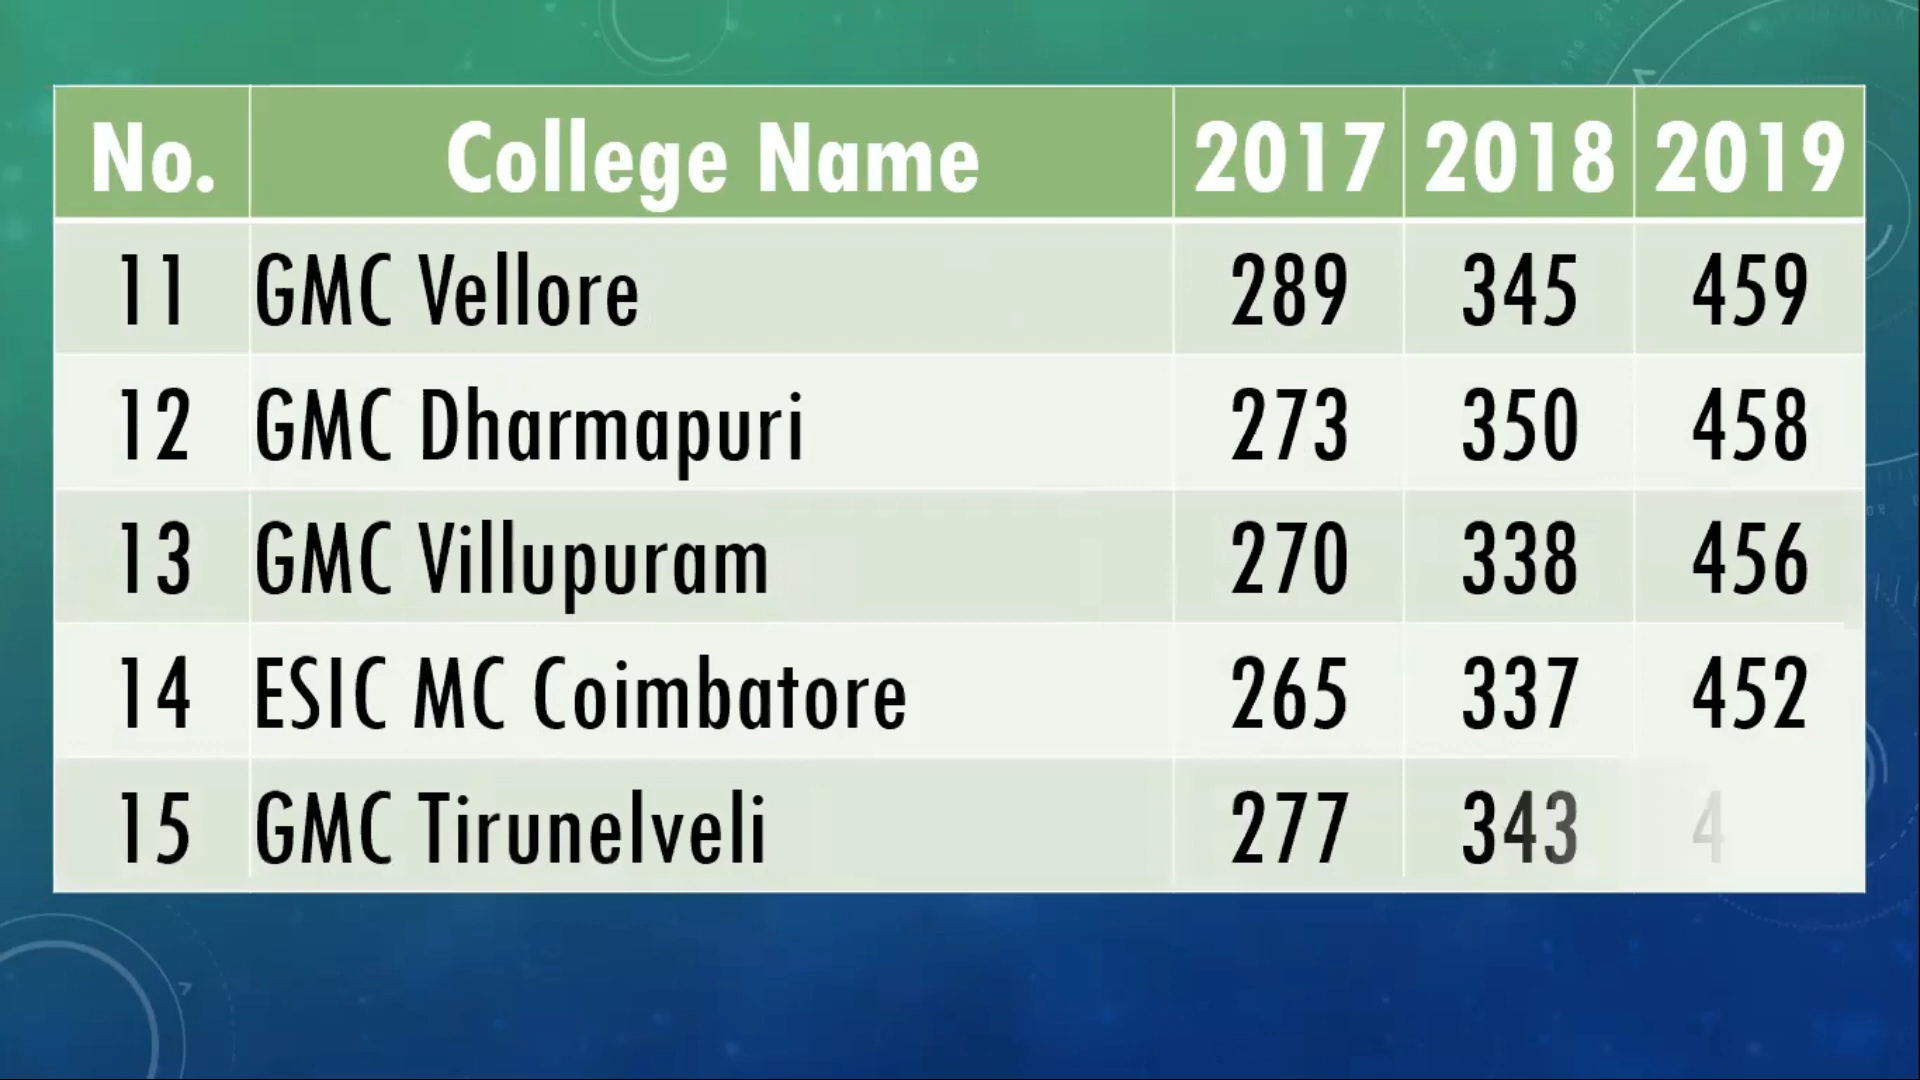 No. College Name 2017 2018 2019
11 GMC Vellore 289 345 459
12 GMC Dharmapuri 273 350 458
13 GMC Villupuram 270 338 456
14 ESIC MC Coimbatore 265 337 452
15 GMC Tirunelveli 277 343 4